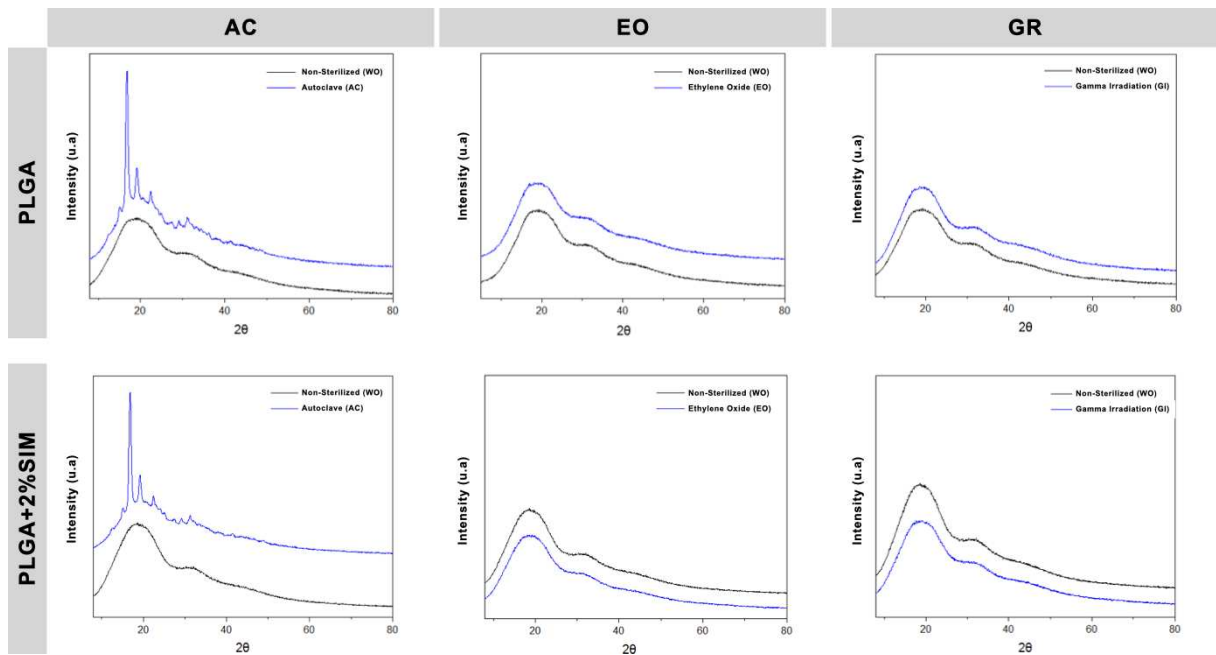 AC
EO
GR
PLGA
Intensity (u.a)
Non-Sterilized (WO)
Autoclave (AC)
20
40
60
80
2θ
Intensity (u.a)
Non-Sterilized (WO)
Ethylene Oxide (EO)
20
40
60
80
2θ
Intensity (u.a)
Non-Sterilized (WO)
Gamma Irradiation (GI)
20
40
60
80
2θ
PLGA+2%SIM
Intensity (u.a)
Non-Sterilized (WO)
Autoclave (AC)
20
40
60
80
2θ
Intensity (u.a)
Non-Sterilized (WO)
Ethylene Oxide (EO)
20
40
60
80
2θ
Intensity (u.a)
Non-Sterilized (WO)
Gamma Irradiation (GI)
20
40
60
80
2θ